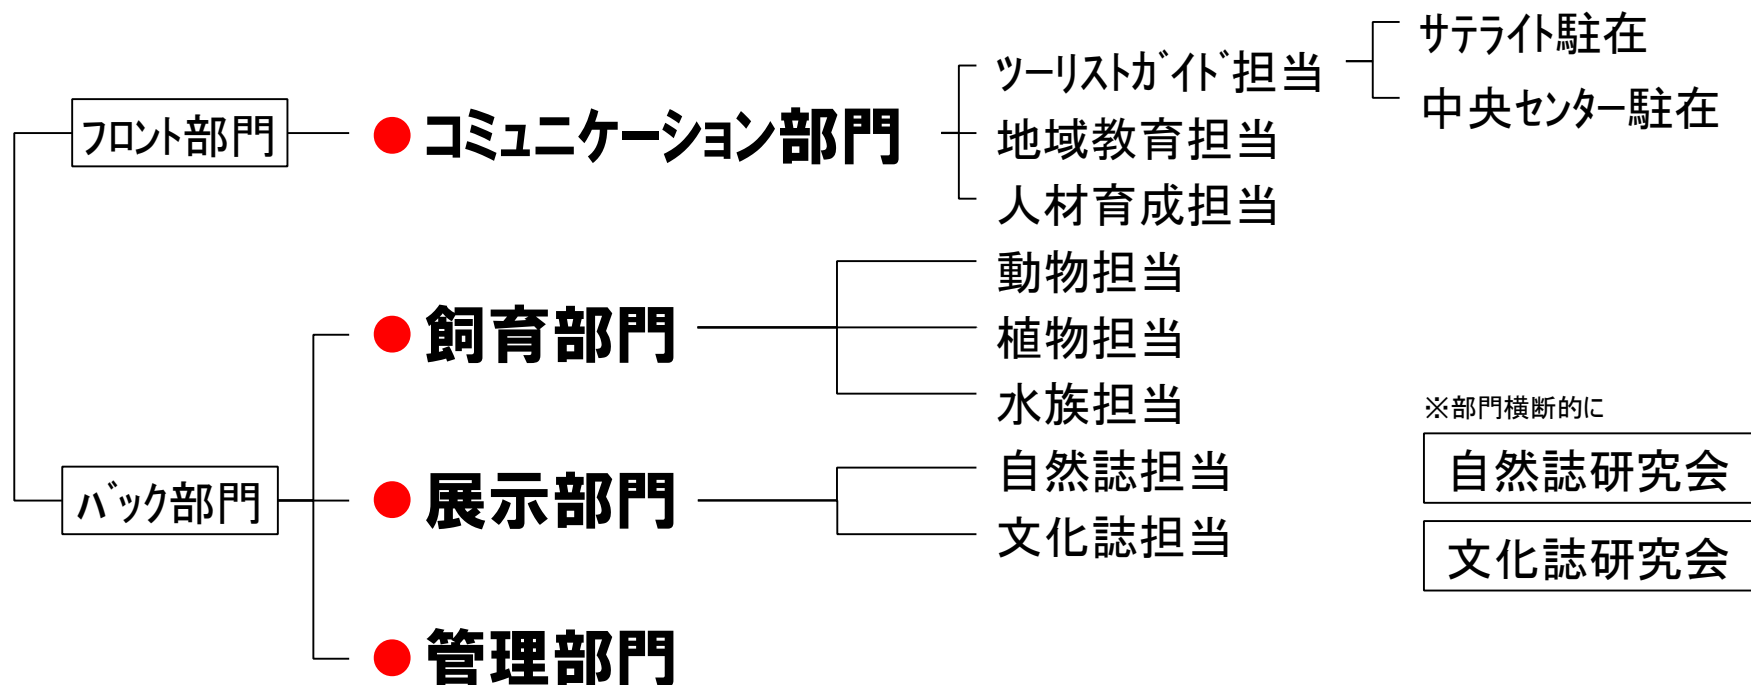 サテライト駐在
ツーリストガイド担当
中央センター駐在
フロント部門
●コミュニケーション部門
地域教育担当
人材育成担当
動物担当
●飼育部門
植物担当
水族担当
※部門横断的に
自然誌担当
自然誌研究会
バック部門
●展示部門
文化誌担当
文化誌研究会
●管理部門